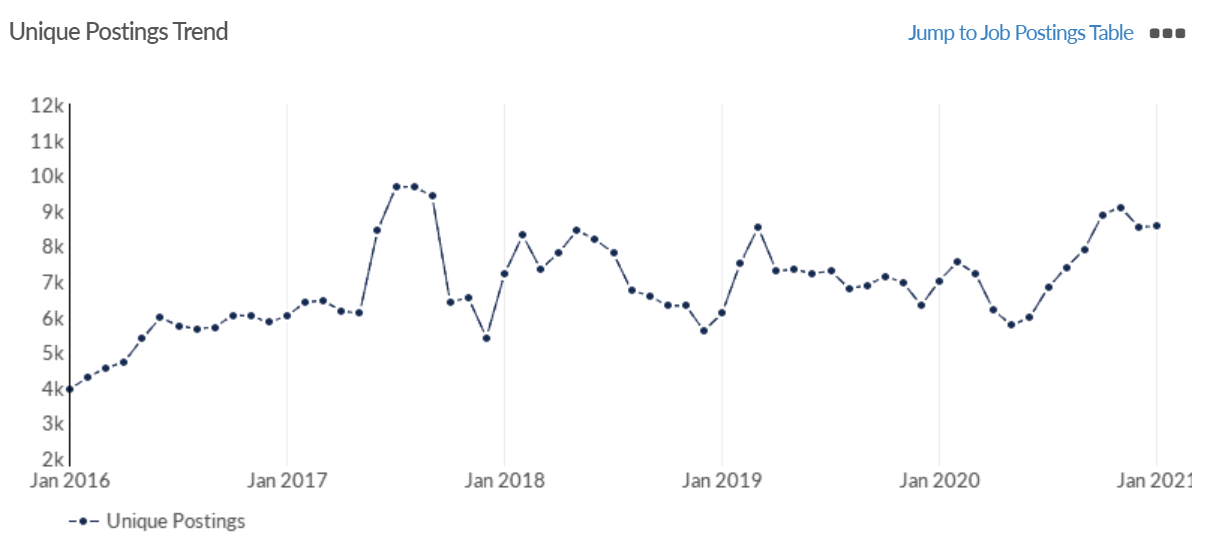 Unique Postings Trend
Jump to Job Postings Table
12k
11k
10k
9k
8k
7k
6k
5k
4k
3k
2k
Jan 2016 Jan 2017 Jan 2018 Jan 2019 Jan 2020 Jan 2021
Unique Postings